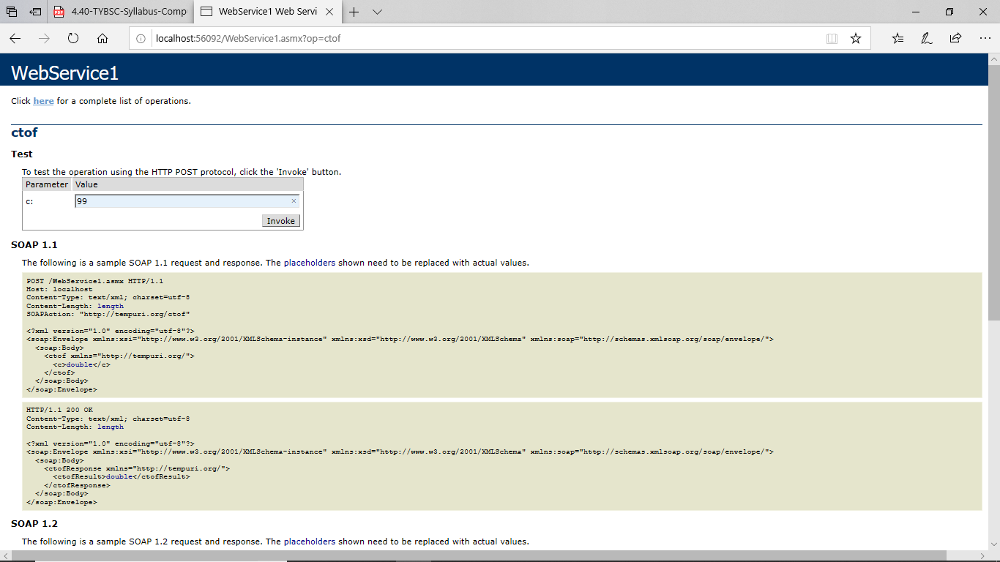 4.40-TYBSC-Syllabus-Comp
WebService1 Web Servi
localhost:56092/WebService1.asmx?op=ctof
WebService1
Click here for a complete list of operations.
ctof
Test
To test the operation using the HTTP POST protocol, click the 'Invoke' button.
Parameter Value
c: 99
Invoke
SOAP 1.1
The following is a sample SOAP 1.1 request and response. The placeholders shown need to be replaced with actual values.
POST /WebService1.asmx HTTP/1.1
Host: localhost
Content-Type: text/xml; charset=utf-8
Content-Length: length
SOAPAction: "http://tempuri.org/ctof"
<?xml version="1.0" encoding="utf-8"?>
<soap:Envelope xmlns:xsi="http://www.w3.org/2001/XMLSchema-instance" xmlns:xsd="http://www.w3.org/2001/XMLSchema" xmlns:soap="http://schemas.xmlsoap.org/soap/envelope/">
<soap:Body>
<ctof xmlns="http://tempuri.org/">
<c>double</c>
</ctof>
</soap:Body>
</soap:Envelope>
HTTP/1.1 200 OK
Content-Type: text/xml; charset=utf-8
Content-Length: length
<?xml version="1.0" encoding="utf-8"?>
<soap:Envelope xmlns:xsi="http://www.w3.org/2001/XMLSchema-instance" xmlns:xsd="http://www.w3.org/2001/XMLSchema" xmlns:soap="http://schemas.xmlsoap.org/soap/envelope/">
<soap:Body>
<ctofResponse xmlns="http://tempuri.org/">
<ctofResult>double</ctofResult>
</ctofResponse>
</soap:Body>
</soap:Envelope>
SOAP 1.2
The following is a sample SOAP 1.2 request and response. The placeholders shown need to be replaced with actual values.